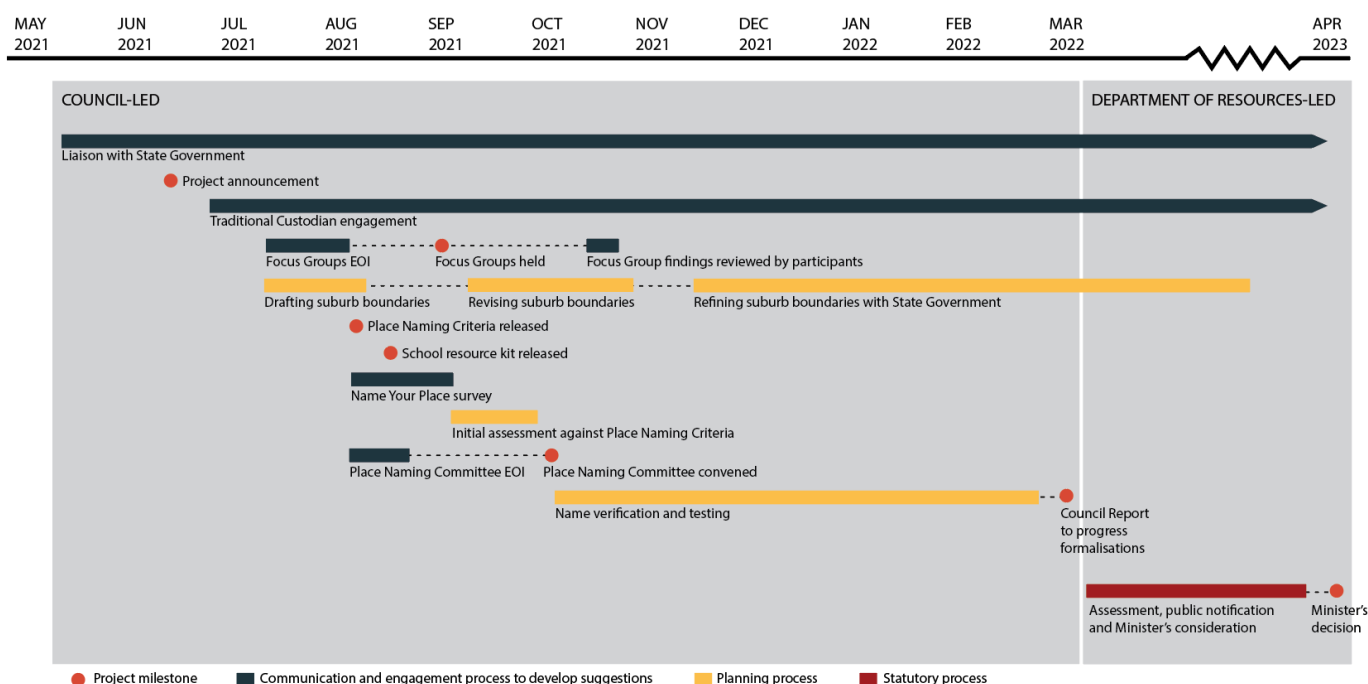 MAY JUN JUL AUG SEP OCT NOV DEC JAN FEB MAR APR
2021 2021 2021 2021 2021 2021 2021 2021 2022 2022 2022 2023
COUNCIL-LED
DEPARTMENT OF RESOURCES-LED
Liaison with State Government
Project announcement
Traditional Custodian engagement
Focus Groups EOI
Focus Groups held
Focus Group findings reviewed by participants
Drafting suburb boundaries
Revising suburb boundaries
Refining suburb boundaries with State Government
Place Naming Criteria released
School resource kit released
Name Your Place survey
Initial assessment against Place Naming Criteria
Place Naming Committee EOI
Place Naming Committee convened
Name verification and testing
Council Report
to progress
formalisations
Assessment, public notification
and Minister's consideration
Minister's
decision
Project milestone
Communication and engagement process to develop suggestions
Planning process
Statutory process